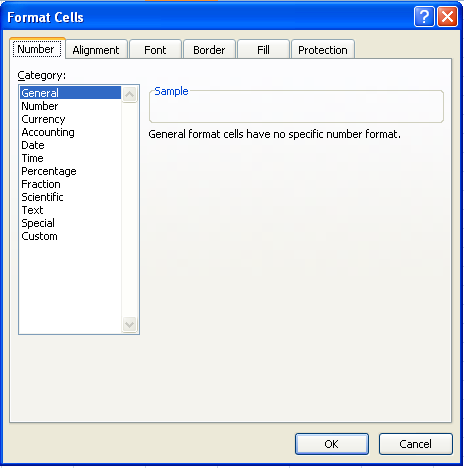 Format Cells
Number Alignment Font Border Fill Protection
Category:
General
Number
Currency
Accounting
Date
Time
Percentage
Fraction
Scientific
Text
Special
Custom
Sample
General format cells have no specific number format.
OK Cancel